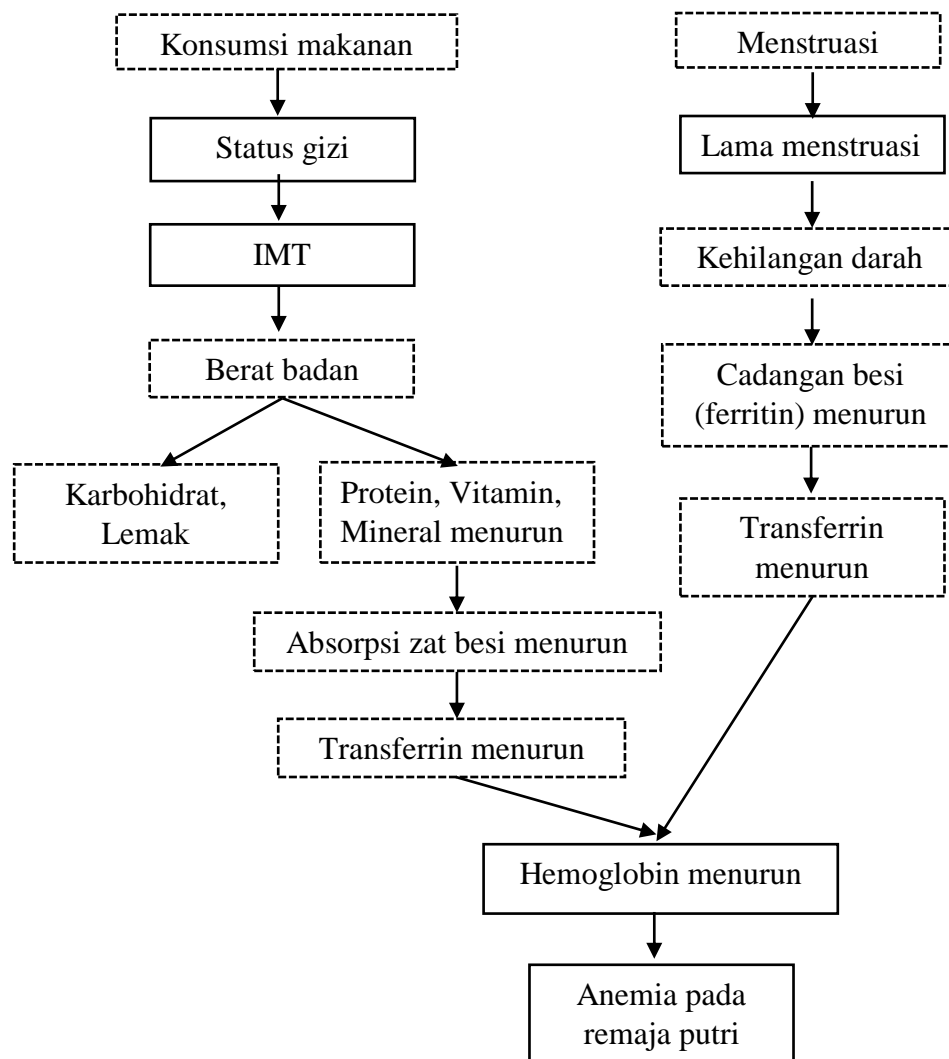 Konsumsi makanan
Menstruasi
Status gizi
Lama menstruasi
IMT
Kehilangan darah
Berat badan
Cadangan besi
(ferritin) menurun
Karbohidrat,
Lemak
Protein, Vitamin,
Mineral menurun
Transferrin
menurun
Absorpsi zat besi menurun
Transferrin menurun
Hemoglobin menurun
Anemia pada
remaja putri